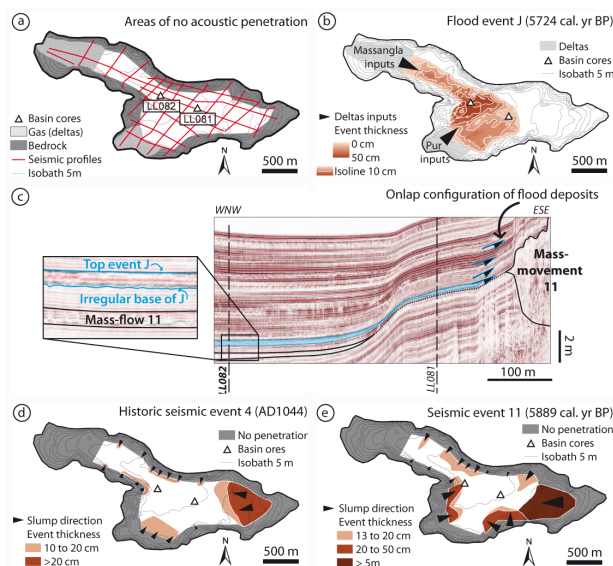 a
Areas of no acoustic penetration
LL082
LL081
Basin cores
Gas (deltas)
Bedrock
Seismic profiles
Isobath 5m
N
500 m
b
Flood event J (5724 cal. yr BP)
Massangla
inputs
Deltas
Basin cores
Isobath 5 m
Deltas inputs
Event thickness
0 cm
50 cm
Isoline 10 cm
Pur
inputs
N
500 m
c
Onlap configuration of flood deposits
WNW
ESE
Top event J
Irregular base of J
Mass-flow 11
Mass-
movement
11
2 m
100 m
LL082
LL081
d
Historic seismic event 4 (AD1044)
No penetration
Basin ores
Isobath 5 m
Slump direction
Event thickness
10 to 20 cm
>20 cm
N
500 m
e
Seismic event 11 (5889 cal. yr BP)
No penetration
Basin cores
Isobath 5 m
Slump direction
Event thickness
13 to 20 cm
20 to 50 cm
>5m
N
500 m